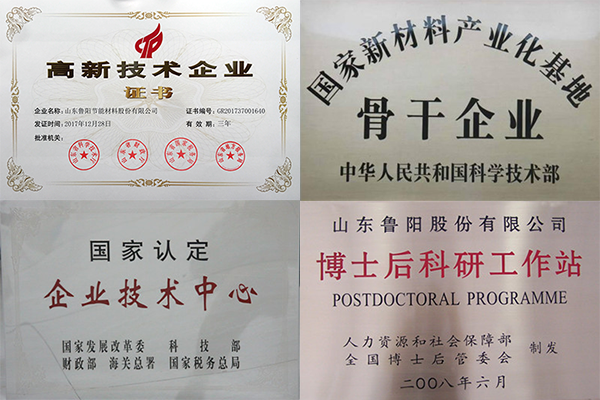 高新技术企业
证书
企业名称：山东鲁阳节能材料股份有限公司 证书编号：GR201737001640
发证时间：2017年12月28日 有效期：三年
批准机关：
国家新材料产业化基地
骨干企业
中华人民共和国科学技术部
国家认定
企业技术中心
国家发展改革委 科技部
财政部 海关总署 国家税务总局
山东鲁阳股份有限公司
博士后科研工作站
POSTDOCTORAL PROGRAMME
人力资源和社会保障部
全国博士后管委会 制发
二〇〇八年六月